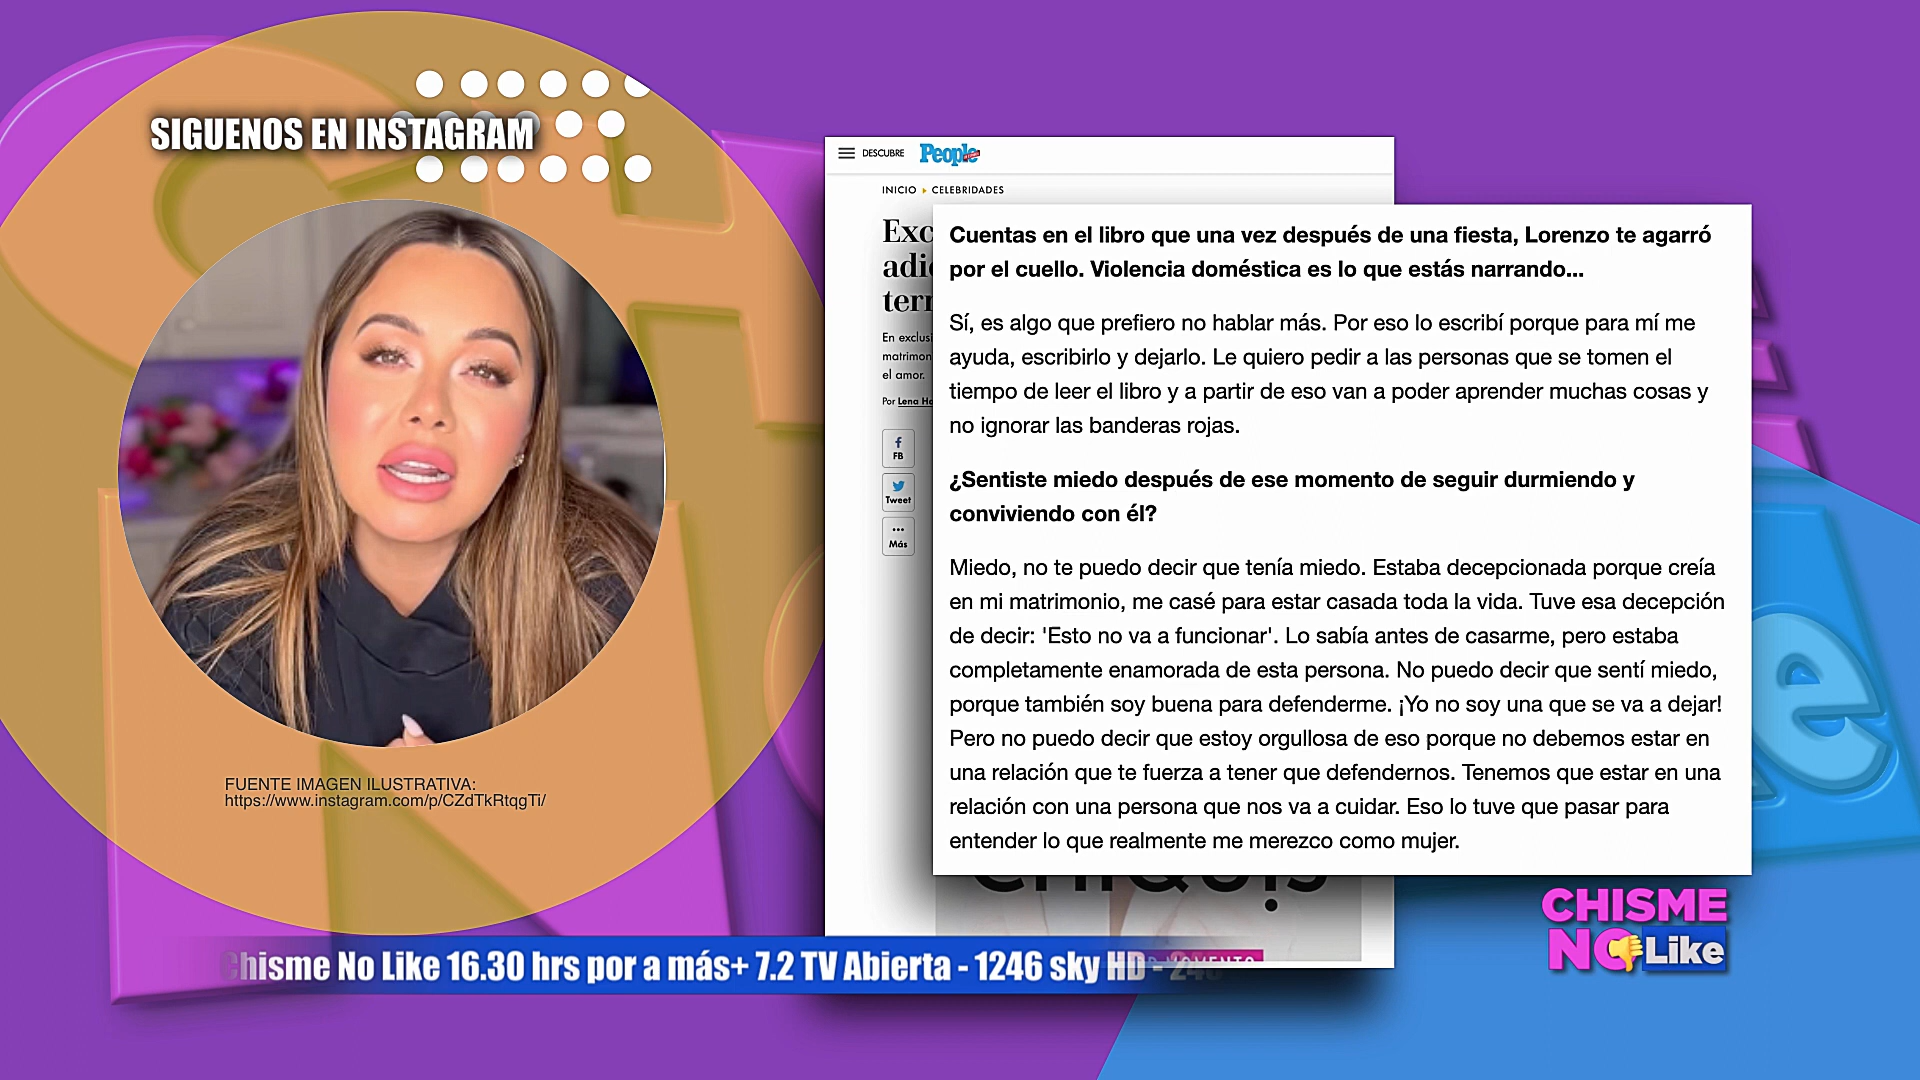 SIGUENOS EN INSTAGRAM
FUENTE IMAGEN ILUSTRATIVA:
https://www.instagram.com/p/CZdTkRtqgTi/
DESCUBRE
People
INICIO
CELEBRIDADES
Exc
adi
terr
En exclusi
matrimon
el amor.
Por Lena Ha
FB
Tweet
Más
Cuentas en el libro que una vez después de una fiesta, Lorenzo te agarró
por el cuello. Violencia doméstica es lo que estás narrando...
Sí, es algo que prefiero no hablar más. Por eso lo escribí porque para mí me
ayuda, escribirlo y dejarlo. Le quiero pedir a las personas que se tomen el
tiempo de leer el libro y a partir de eso van a poder aprender muchas cosas y
no ignorar las banderas rojas.
¿Sentiste miedo después de ese momento de seguir durmiendo y
conviviendo con él?
Miedo, no te puedo decir que tenía miedo. Estaba decepcionada porque creía
en mi matrimonio, me casé para estar casada toda la vida. Tuve esa decepción
de decir: 'Esto no va a funcionar'. Lo sabía antes de casarme, pero estaba
completamente enamorada de esta persona. No puedo decir que sentí miedo,
porque también soy buena para defenderme. ¡Yo no soy una que se va a dejar!
Pero no puedo decir que estoy orgullosa de eso porque no debemos estar en
una relación que te fuerza a tener que defendernos. Tenemos que estar en una
relación con una persona que nos va a cuidar. Eso lo tuve que pasar para
entender lo que realmente me merezco como mujer.
CHIQUIS
CHISME
NO Like
Chisme No Like 16.30 hrs por a más+ 7.2 TV Abierta - 1246 sky HD -